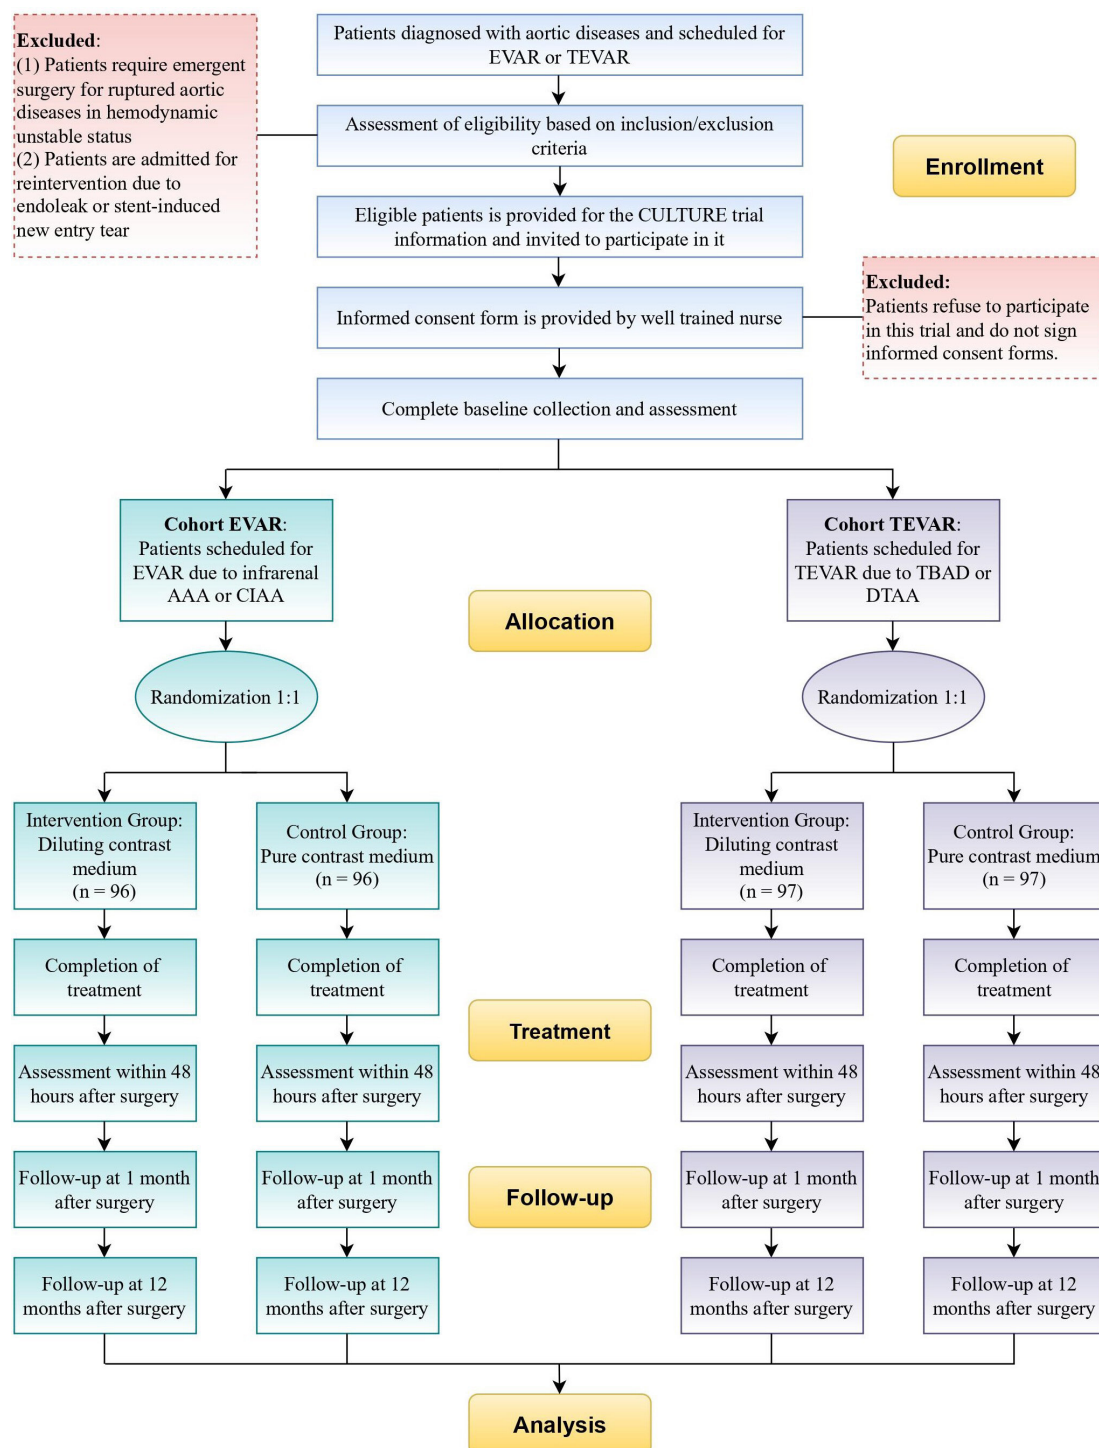 Patients diagnosed with aortic diseases and scheduled for
EVAR or TEVAR
Excluded:
(1) Patients require emergent
surgery for ruptured aortic
diseases in hemodynamic
unstable status
(2) Patients are admitted for
reintervention due to
endoleak or stent-induced
new entry tear
Assessment of eligibility based on inclusion/exclusion
criteria
Enrollment
Eligible patients is provided for the CULTURE trial
information and invited to participate in it
Informed consent form is provided by well trained nurse
Excluded:
Patients refuse to participate
in this trial and do not sign
informed consent forms.
Complete baseline collection and assessment
Cohort EVAR:
Patients scheduled for
EVAR due to infrarenal
AAA or CIAA
Cohort TEVAR:
Patients scheduled for
TEVAR due to TBAD or
DTAA
Allocation
Randomization 1:1
Randomization 1:1
Intervention Group:
Diluting contrast
medium
(n = 96)
Control Group:
Pure contrast medium
(n = 96)
Intervention Group:
Diluting contrast
medium
(n = 97)
Control Group:
Pure contrast medium
(n = 97)
Completion of
treatment
Completion of
treatment
Completion of
treatment
Completion of
treatment
Treatment
Assessment within 48
hours after surgery
Assessment within 48
hours after surgery
Assessment within 48
hours after surgery
Assessment within 48
hours after surgery
Follow-up at 1 month
after surgery
Follow-up at 1 month
after surgery
Follow-up
Follow-up at 1 month
after surgery
Follow-up at 1 month
after surgery
Follow-up at 12
months after surgery
Follow-up at 12
months after surgery
Follow-up at 12
months after surgery
Follow-up at 12
months after surgery
Analysis